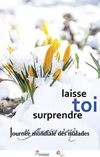 laisse
toi
surprendre
Journée mondiale des malades